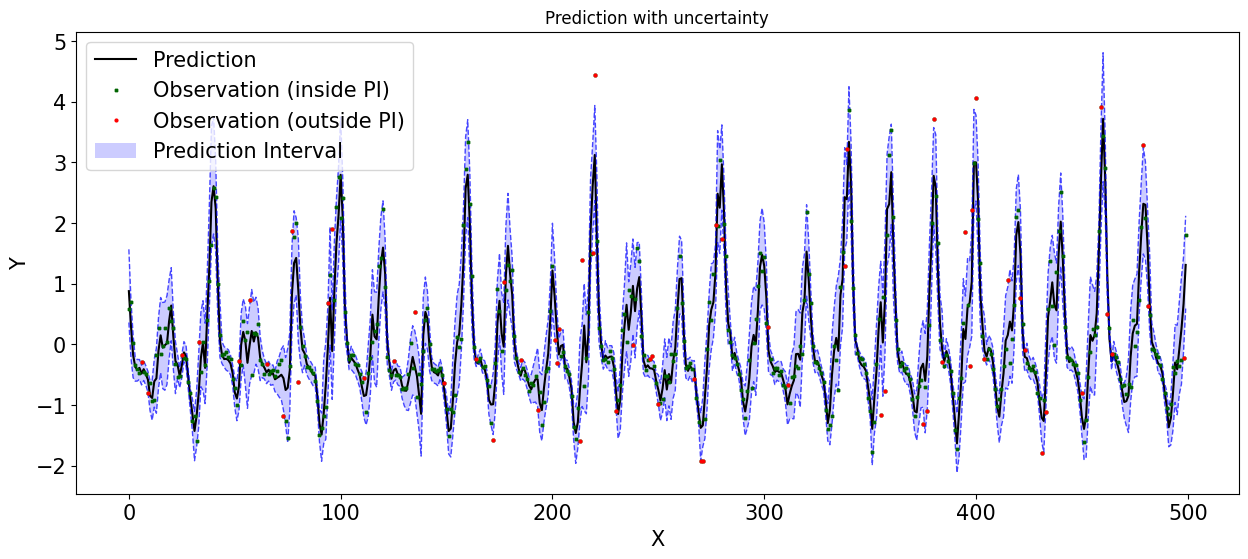 Prediction with uncertainty
Y
5
4
3
2
1
0
−1
−2
Prediction
Observation (inside PI)
Observation (outside PI)
Prediction Interval
0 100 200 300 400 500
X